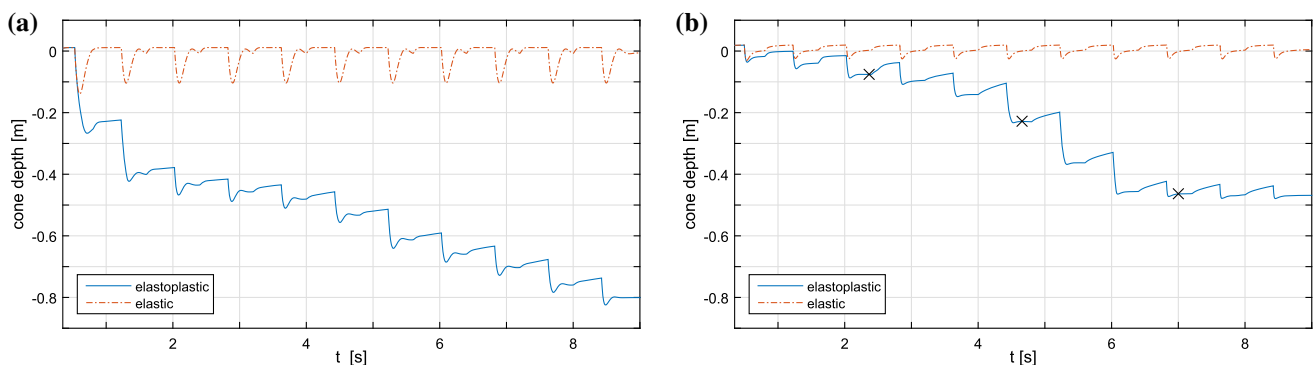 (a)
0
-0.2
-0.4
-0.6
-0.8
cone depth [m]
elastoplastic
elastic
2
4
6
8
t [s]
(b)
0
-0.2
-0.4
-0.6
-0.8
cone depth [m]
elastoplastic
elastic
2
4
6
8
t [s]